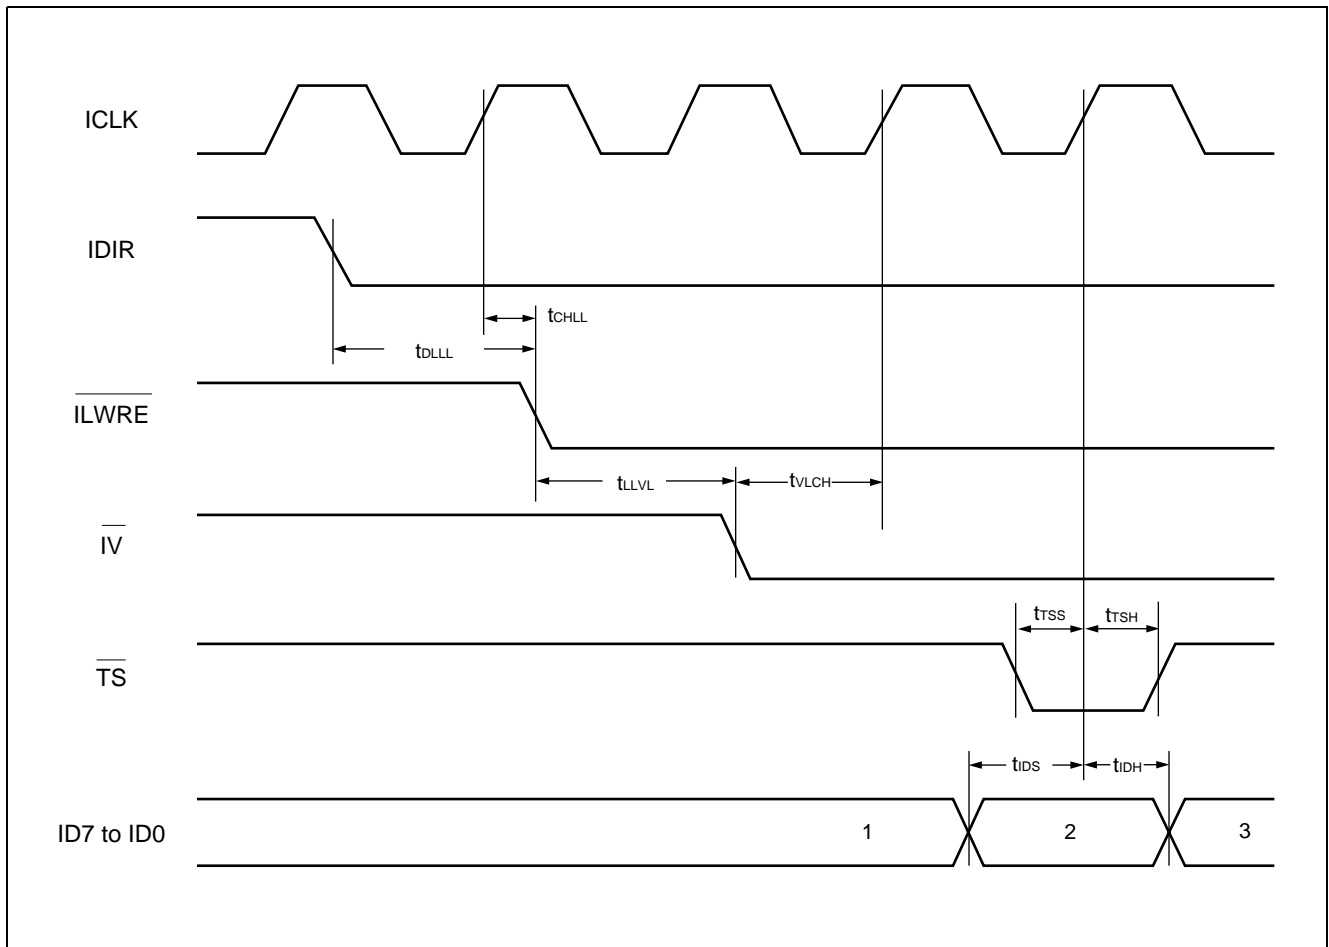 ICLK
IDIR
tCHLL
tDLLL
ILWRE
tLLVL
tVLCH
IV
tTSS
tTSH
TS
tIDS
tIDH
ID7 to ID0
1
2
3